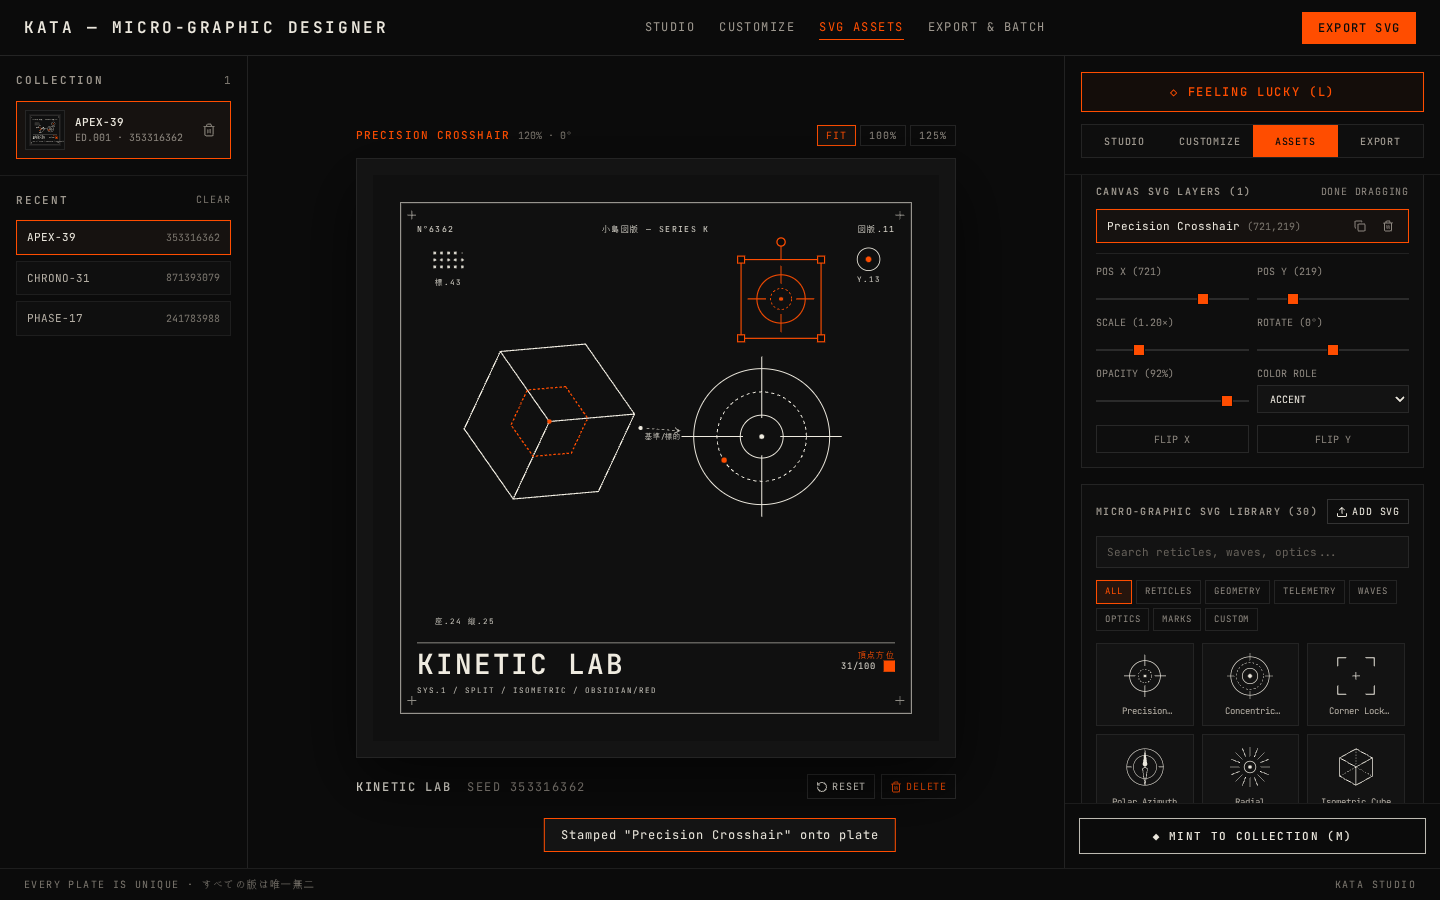 KATA — MICRO-GRAPHIC DESIGNER
STUDIO CUSTOMIZE SVG ASSETS EXPORT & BATCH
EXPORT SVG
COLLECTION 1
APEX-39
ED.001 · 353316362
RECENT CLEAR
APEX-39 353316362
CHRONO-31 871393079
PHASE-17 241783988
PRECISION CROSSHAIR 120% · 0°
FIT 100% 125%
N°6362
小島図版 — SERIES K
図版.11
標.43
Y.13
基準/標的
座.24 縦.25
KINETIC LAB
頂点方位
31/100
SYS.1 / SPLIT / ISOMETRIC / OBSIDIAN/RED
KINETIC LAB SEED 353316362
RESET DELETE
Stamped "Precision Crosshair" onto plate
◇ FEELING LUCKY (L)
STUDIO CUSTOMIZE ASSETS EXPORT
CANVAS SVG LAYERS (1) DONE DRAGGING
Precision Crosshair (721,219)
POS X (721) POS Y (219)
SCALE (1.20×) ROTATE (0°)
OPACITY (92%) COLOR ROLE
ACCENT
FLIP X FLIP Y
MICRO-GRAPHIC SVG LIBRARY (30) ADD SVG
Search reticles, waves, optics...
ALL RETICLES GEOMETRY TELEMETRY WAVES
OPTICS MARKS CUSTOM
Precision… Concentric… Corner Lock…
Polar Azimuth Radial Isometric Cube
◆ MINT TO COLLECTION (M)
EVERY PLATE IS UNIQUE · すべての版は唯一無二
KATA STUDIO